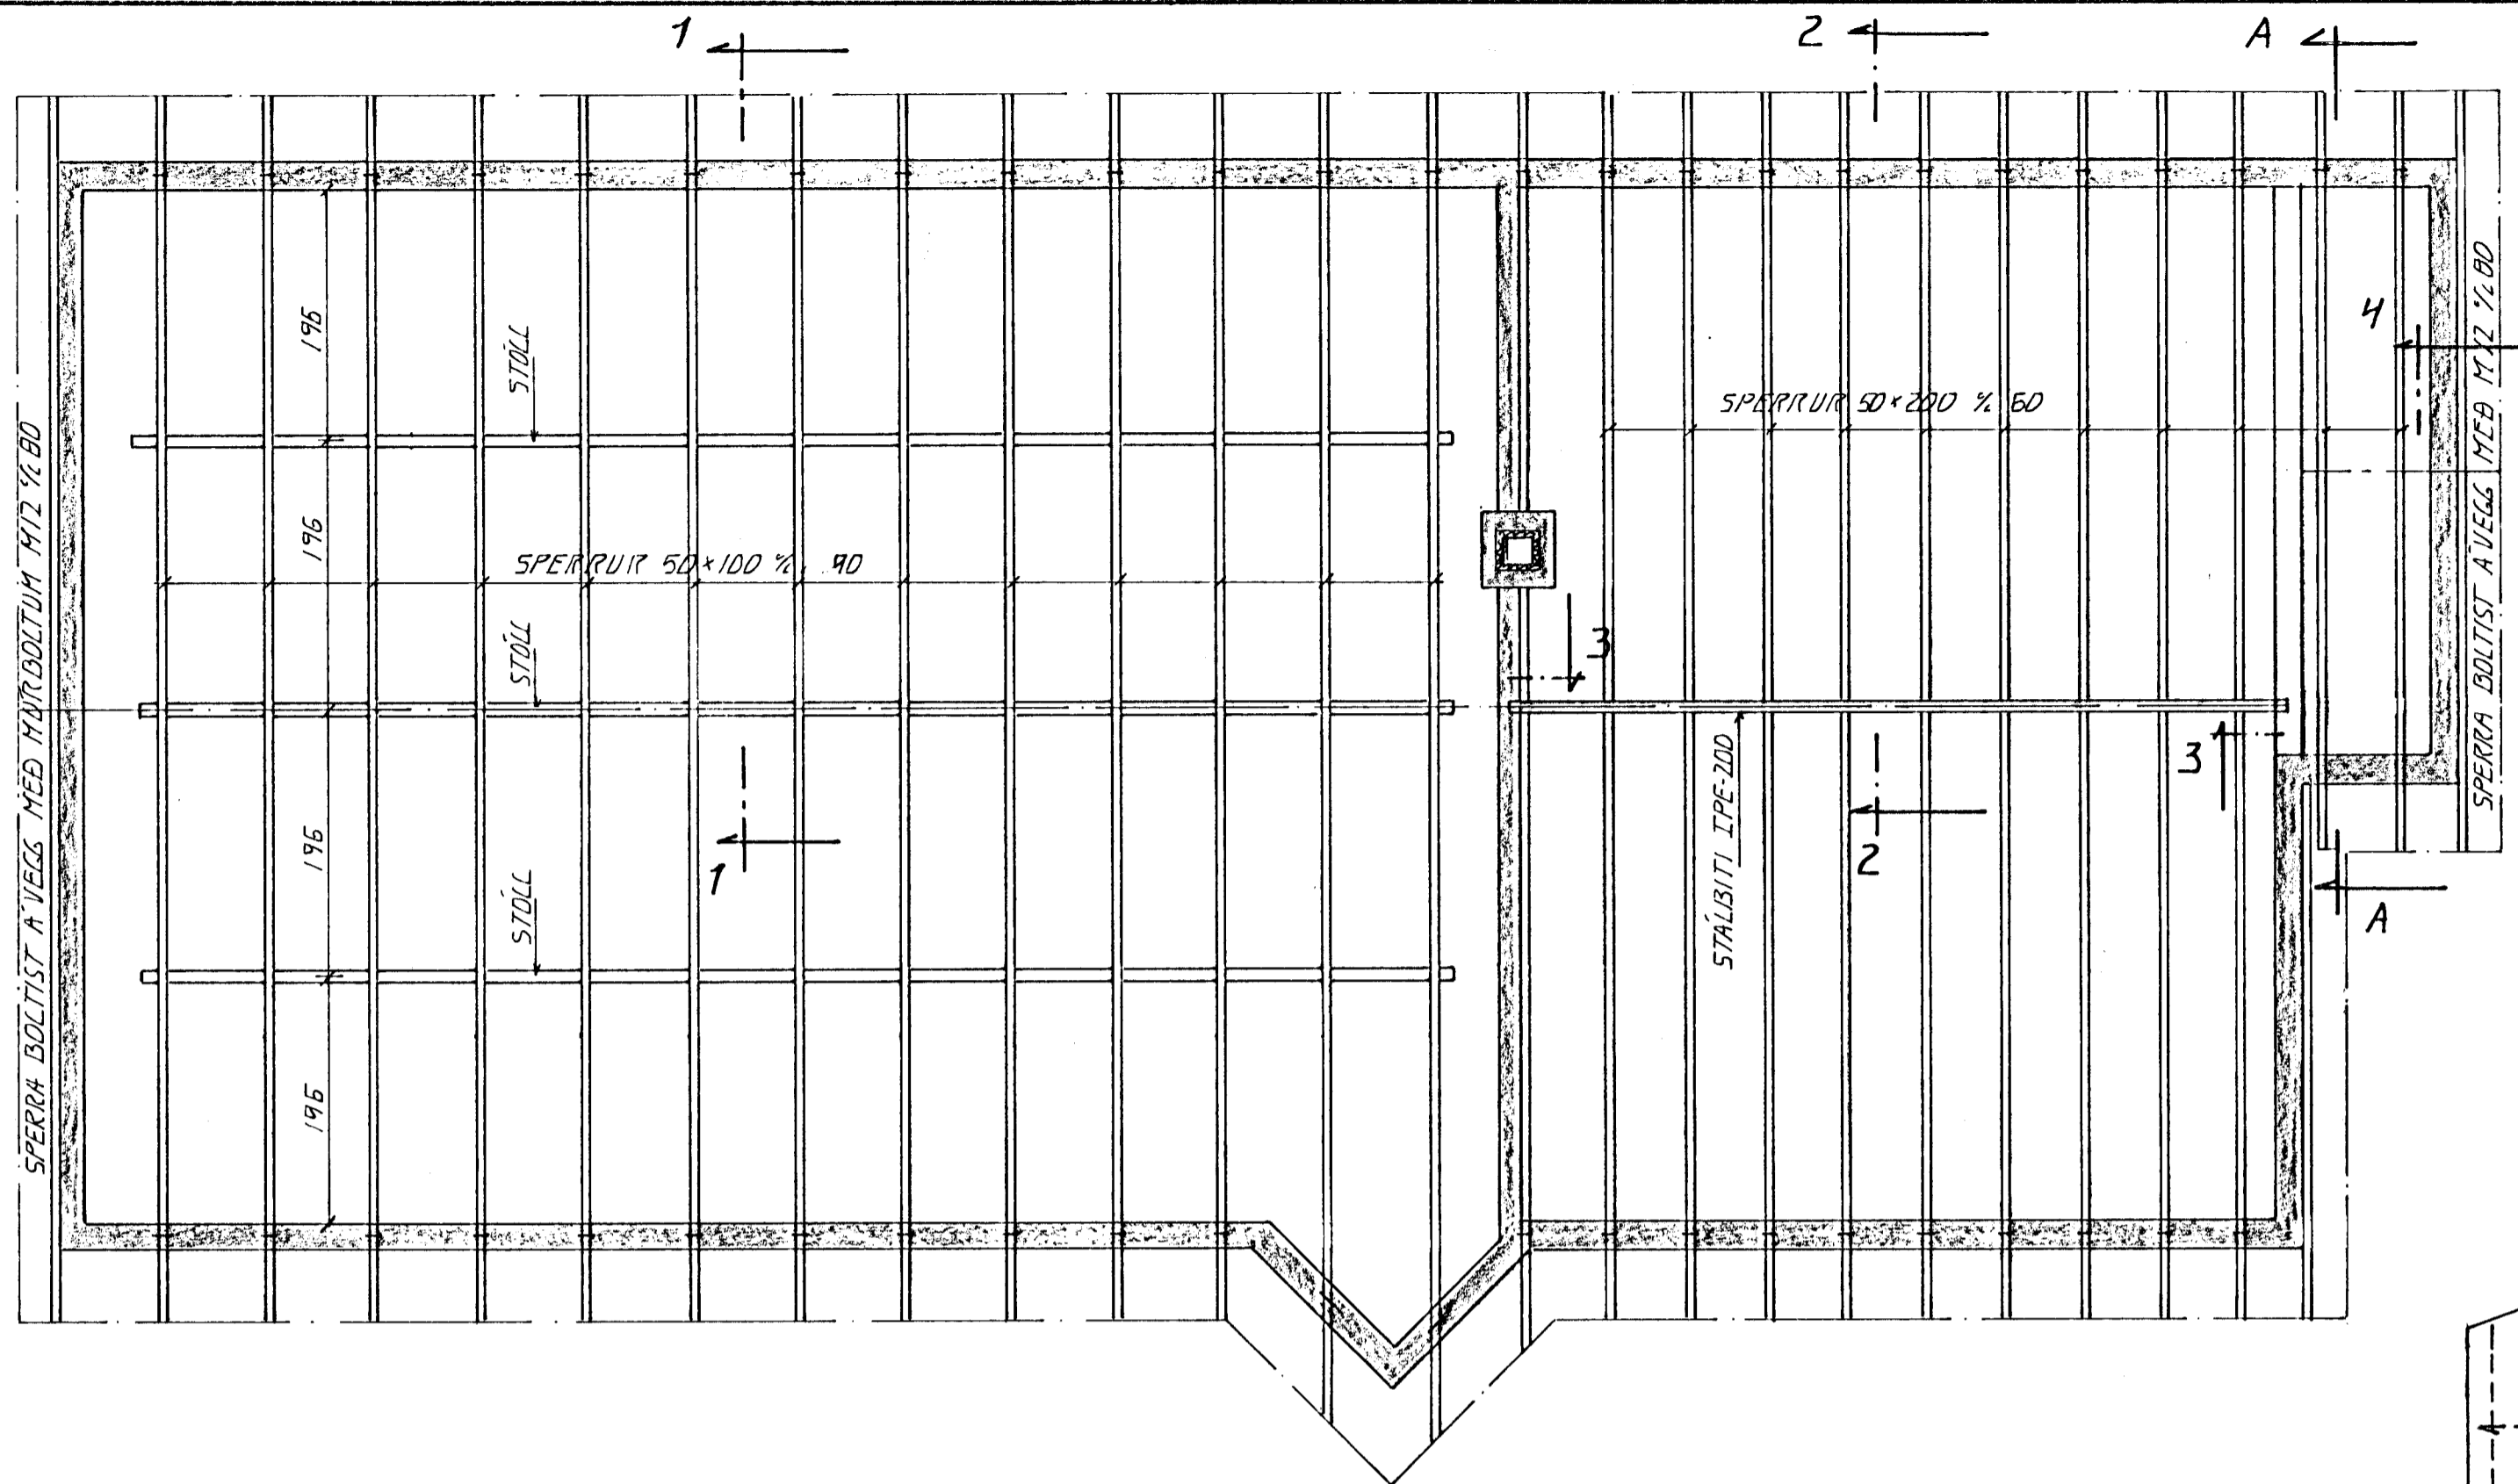 1
2
A
4
196
STÓLL
SPERRUR 50×200 c/c 60
196
SPERRUR 50×100 c/c 90
STÓLL
3
3
STÁLBITI IPE-200
196
1
STÓLL
2
A
196
SPERRA BOLTIST Á VEGG MEÐ MÚRBOLTUM M12 c/c 80
SPERRA BOLTIST Á VEGG MEÐ M12 c/c 80